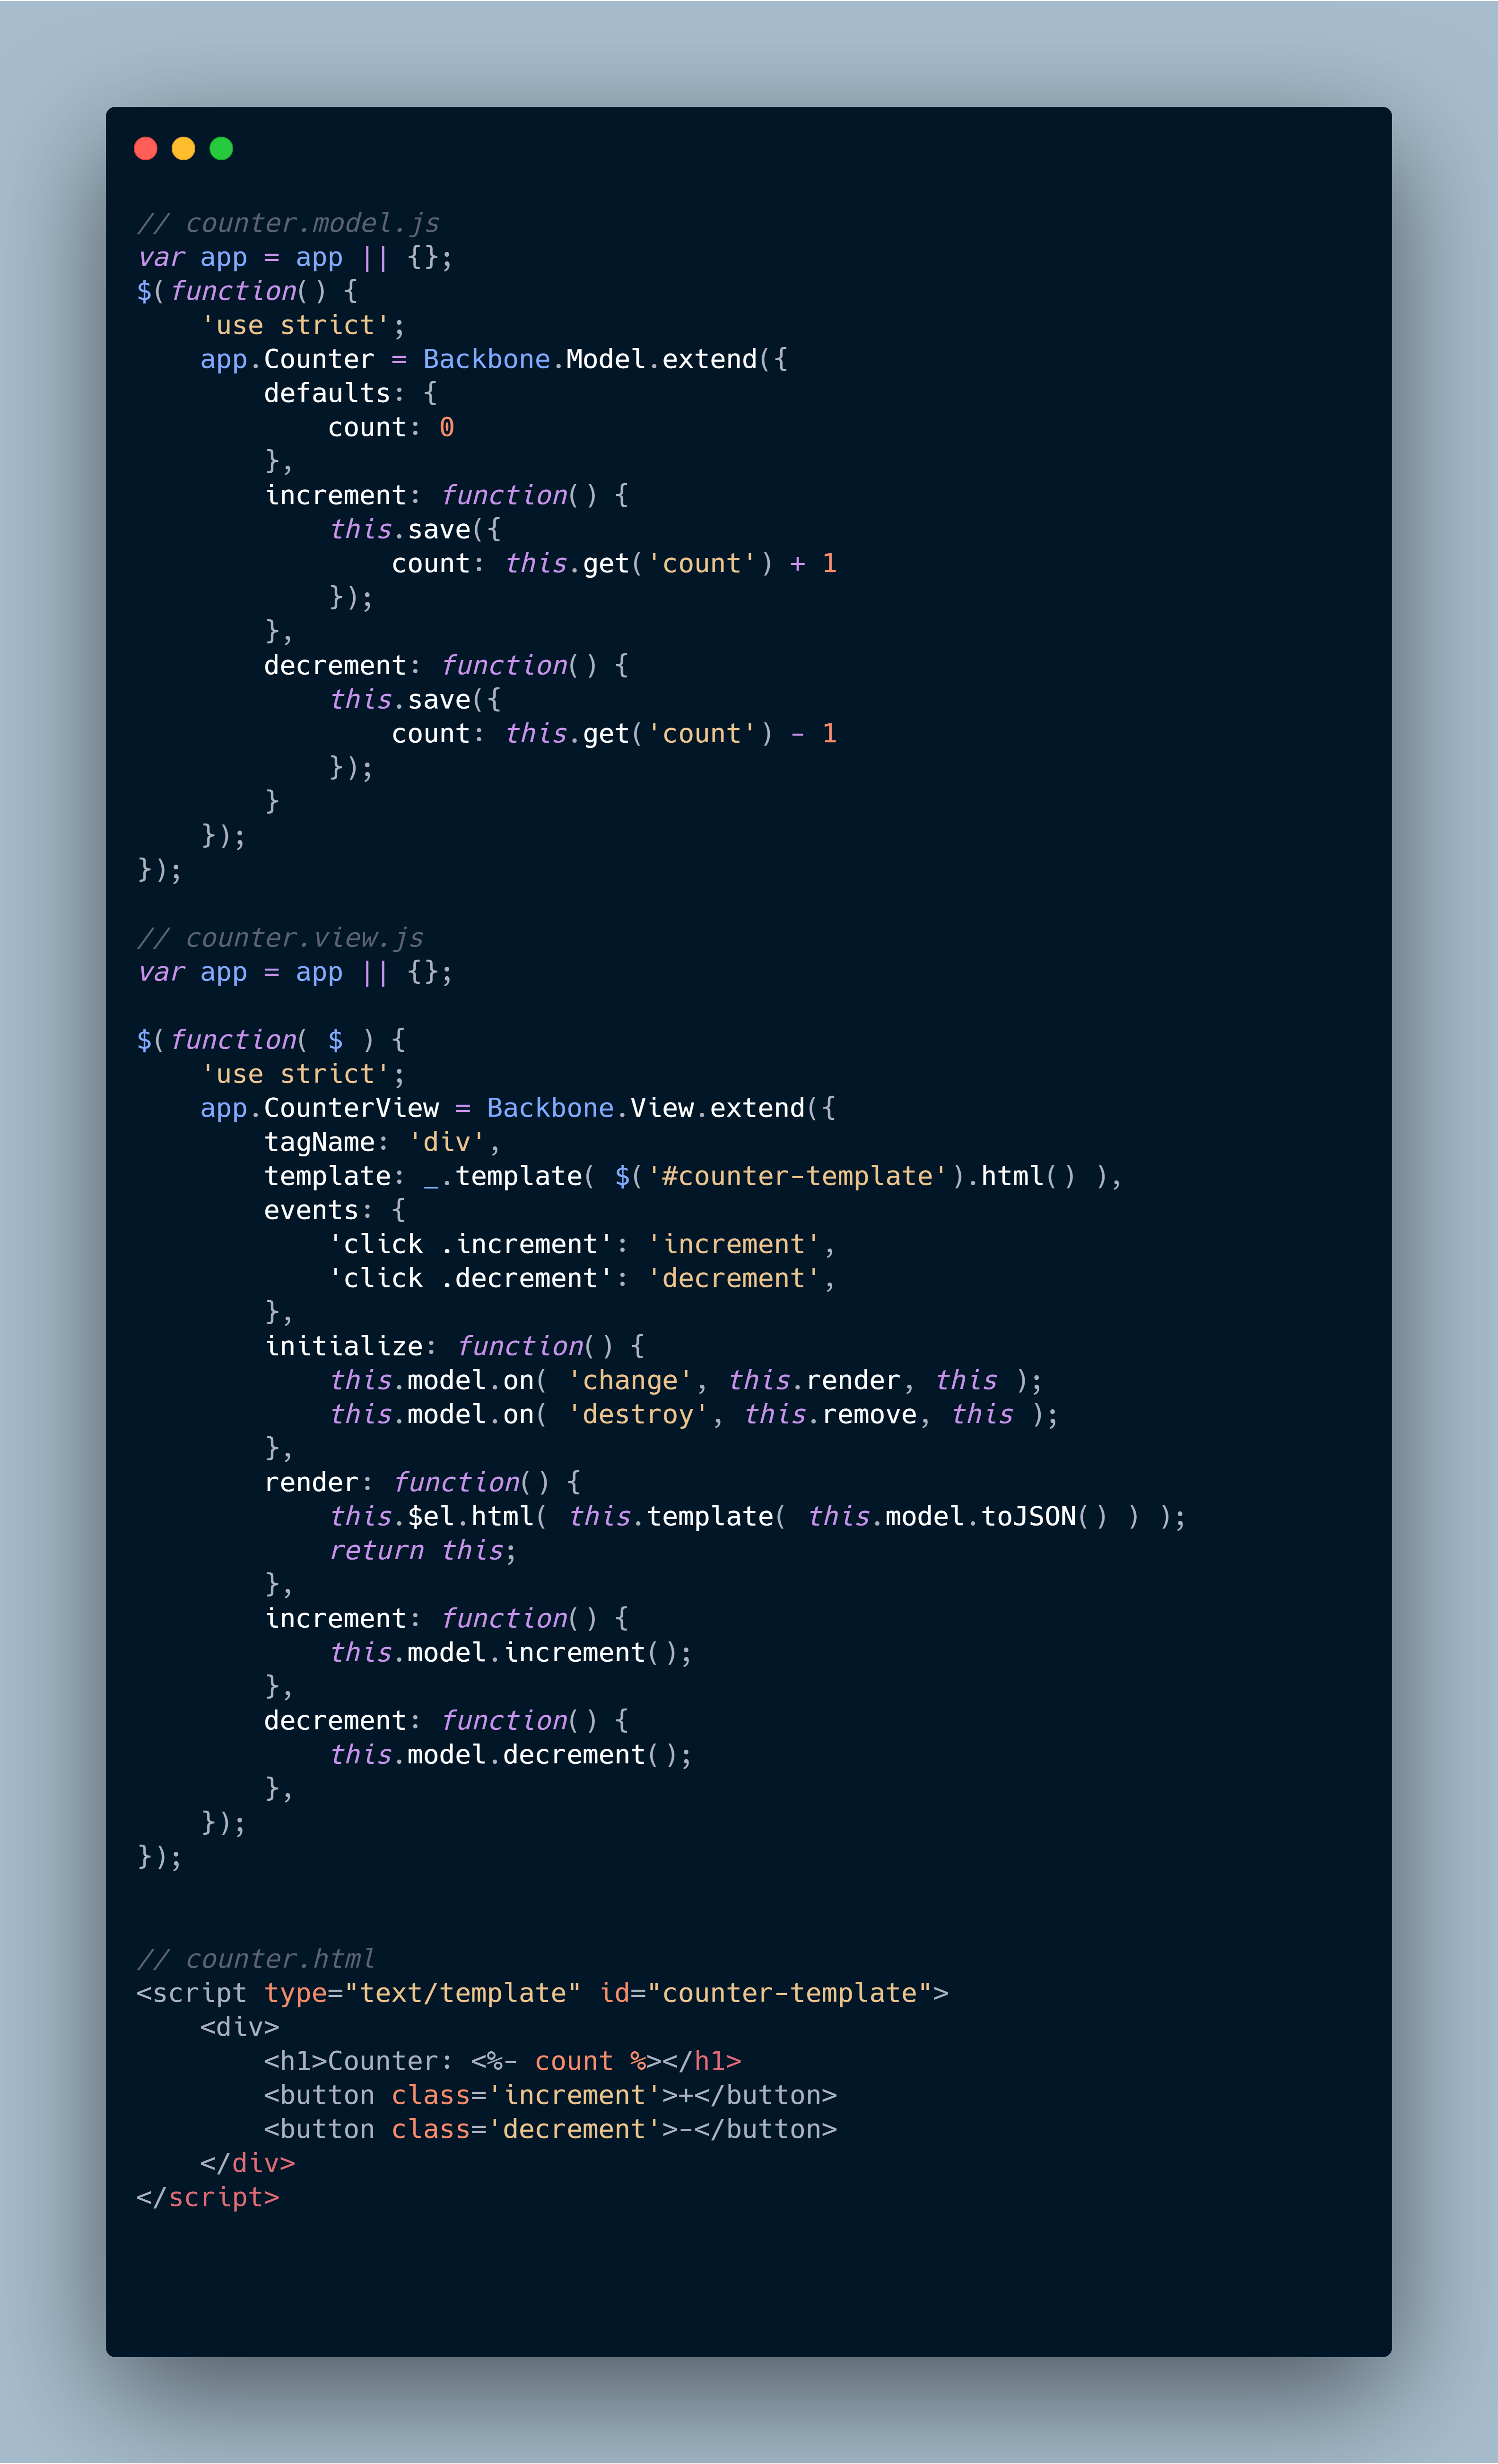 // counter.model.js
var app = app || {};
$(function() {
    'use strict';
    app.Counter = Backbone.Model.extend({
        defaults: {
            count: 0
        },
        increment: function() {
            this.save({
                count: this.get('count') + 1
            });
        },
        decrement: function() {
            this.save({
                count: this.get('count') - 1
            });
        }
    });
});

// counter.view.js
var app = app || {};

$(function( $ ) {
    'use strict';
    app.CounterView = Backbone.View.extend({
        tagName: 'div',
        template: _.template( $('#counter-template').html() ),
        events: {
            'click .increment': 'increment',
            'click .decrement': 'decrement',
        },
        initialize: function() {
            this.model.on( 'change', this.render, this );
            this.model.on( 'destroy', this.remove, this );
        },
        render: function() {
            this.$el.html( this.template( this.model.toJSON() ) );
            return this;
        },
        increment: function() {
            this.model.increment();
        },
        decrement: function() {
            this.model.decrement();
        },
    });
});


// counter.html
<script type="text/template" id="counter-template">
    <div>
        <h1>Counter: <%- count %></h1>
        <button class='increment'>+</button>
        <button class='decrement'>-</button>
    </div>
</script>